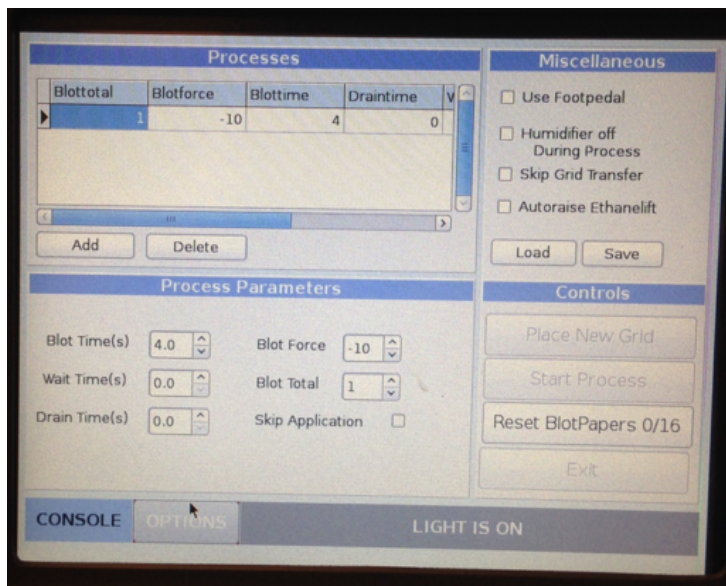 Processes
Blottotal Blotforce Blottime Draintime V
1 -10 4 0
Add Delete
Process Parameters
Blot Time(s) 4.0 Blot Force -10
Wait Time(s) 0.0 Blot Total 1
Drain Time(s) 0.0 Skip Application
Miscellaneous
Use Footpedal
Humidifier off
During Process
Skip Grid Transfer
Autoraise Ethanelift
Load Save
Controls
Place New Grid
Start Process
Reset BlotPapers 0/16
Exit
CONSOLE OPTIONS LIGHT IS ON